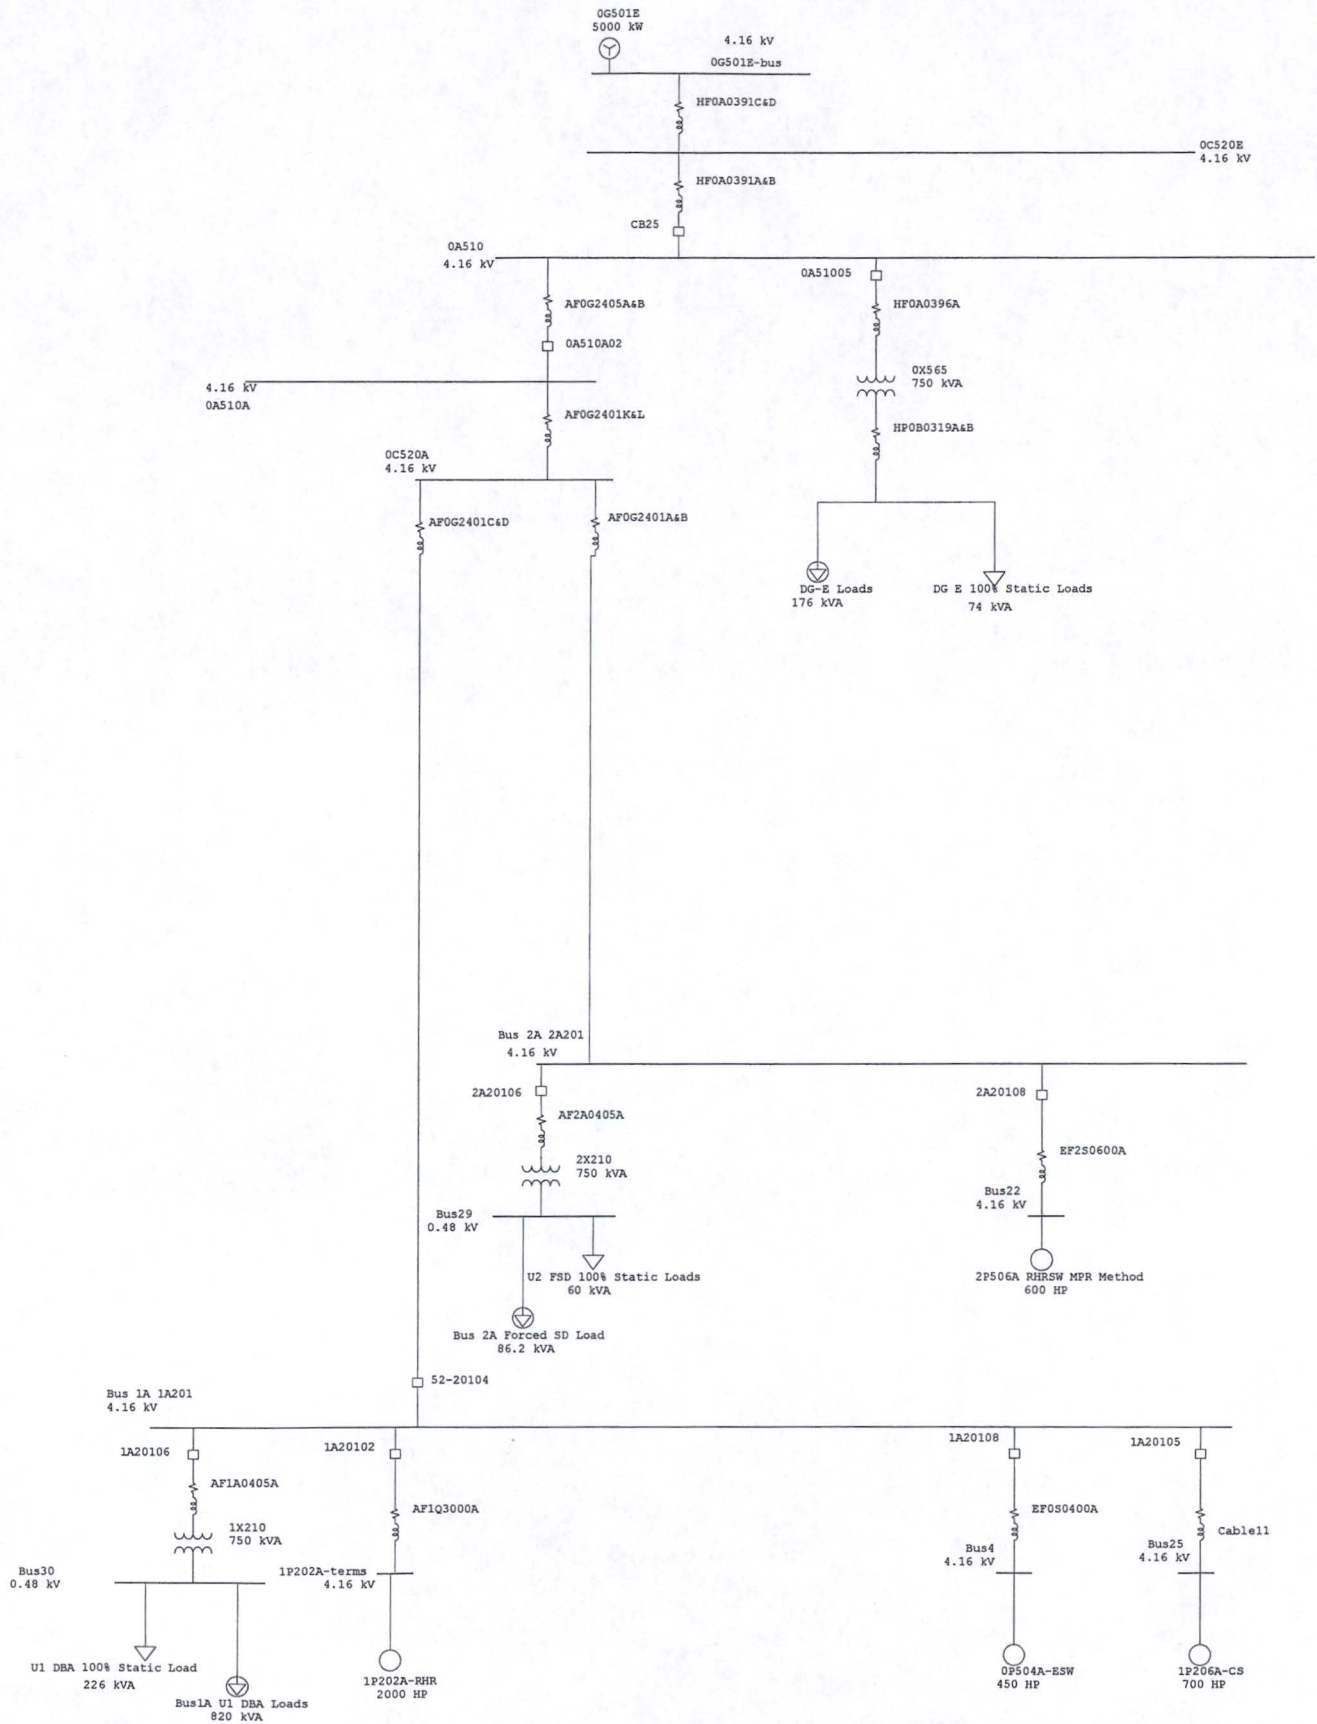 0G501E
5000 kW
4.16 kV
0G501E-bus
HF0A0391C&D
0C520E
4.16 kV
HF0A0391A&B
CB25
0A510
4.16 kV
0A51005
AF0G2405A&B
HF0A0396A
0A510A02
0X565
750 kVA
4.16 kV
0A510A
AF0G2401K&L
HP0B0319A&B
0C520A
4.16 kV
AF0G2401C&D
AF0G2401A&B
DG-E Loads
176 kVA
DG E 100% Static Loads
74 kVA
Bus 2A 2A201
4.16 kV
2A20106
2A20108
AF2A0405A
EF2S0600A
2X210
750 kVA
Bus22
4.16 kV
Bus29
0.48 kV
U2 FSD 100% Static Loads
60 kVA
2P506A RHRSW MPR Method
600 HP
Bus 2A Forced SD Load
86.2 kVA
52-20104
Bus 1A 1A201
4.16 kV
1A20106
1A20102
1A20108
1A20105
AF1A0405A
AF1Q3000A
EF0S0400A
Cable11
1X210
750 kVA
Bus4
4.16 kV
Bus25
4.16 kV
Bus30
0.48 kV
1P202A-terms
4.16 kV
U1 DBA 100% Static Load
226 kVA
Bus1A U1 DBA Loads
820 kVA
1P202A-RHR
2000 HP
0P504A-ESW
450 HP
1P206A-CS
700 HP